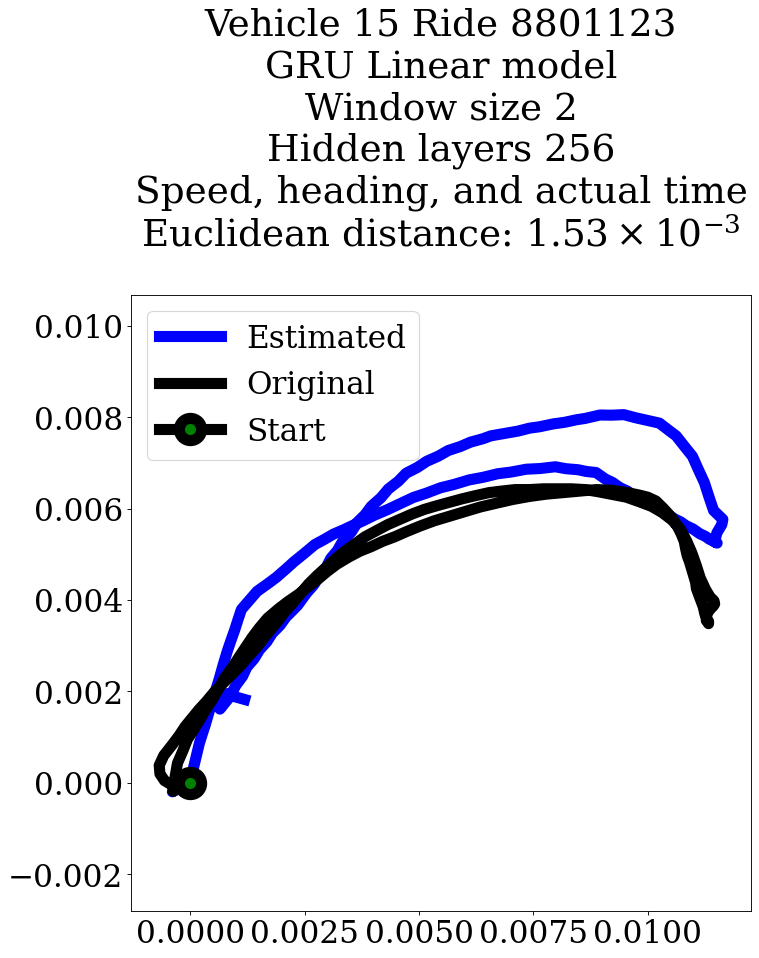 Vehicle 15 Ride 8801123
GRU Linear model
Window size 2
Hidden layers 256
Speed, heading, and actual time
Euclidean distance: 1.53 × 10⁻³
Estimated
Original
Start
0.010
0.008
0.006
0.004
0.002
0.000
−0.002
0.0000 0.0025 0.0050 0.0075 0.0100